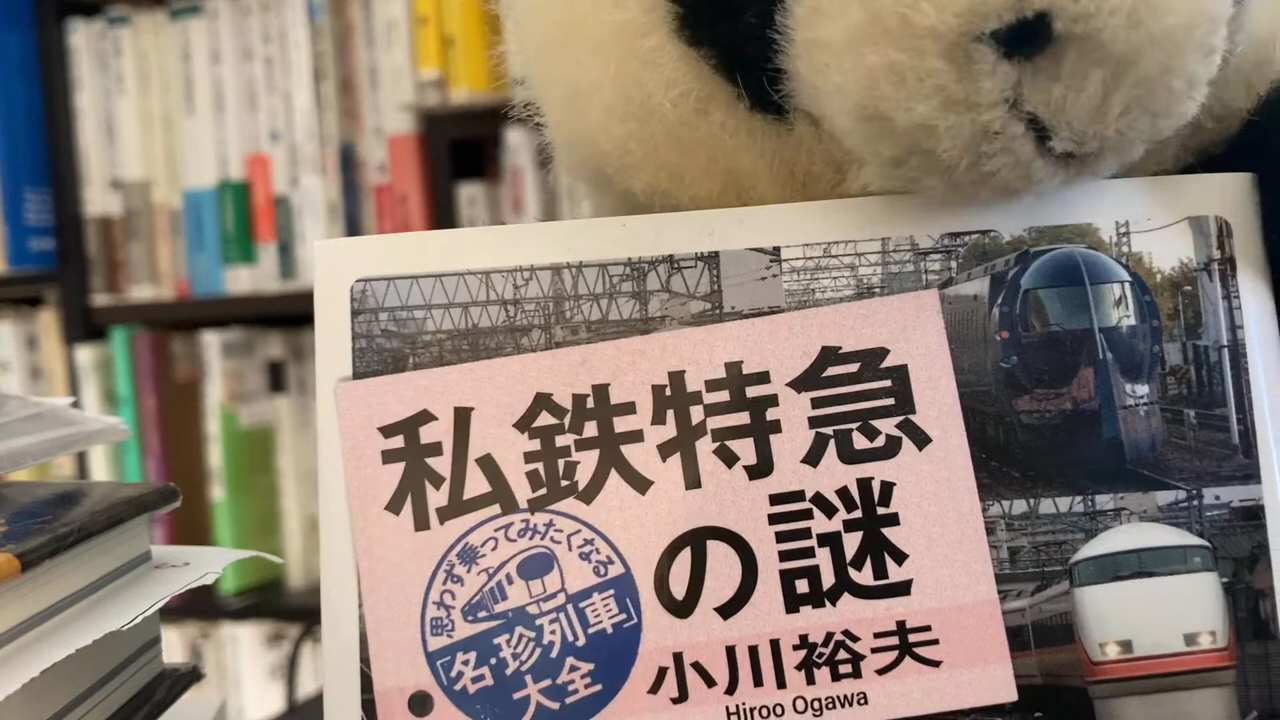 私鉄特急
の謎
思わず乗ってみたくなる
「名・珍列車」
大全
小川裕夫
Hiroo Ogawa